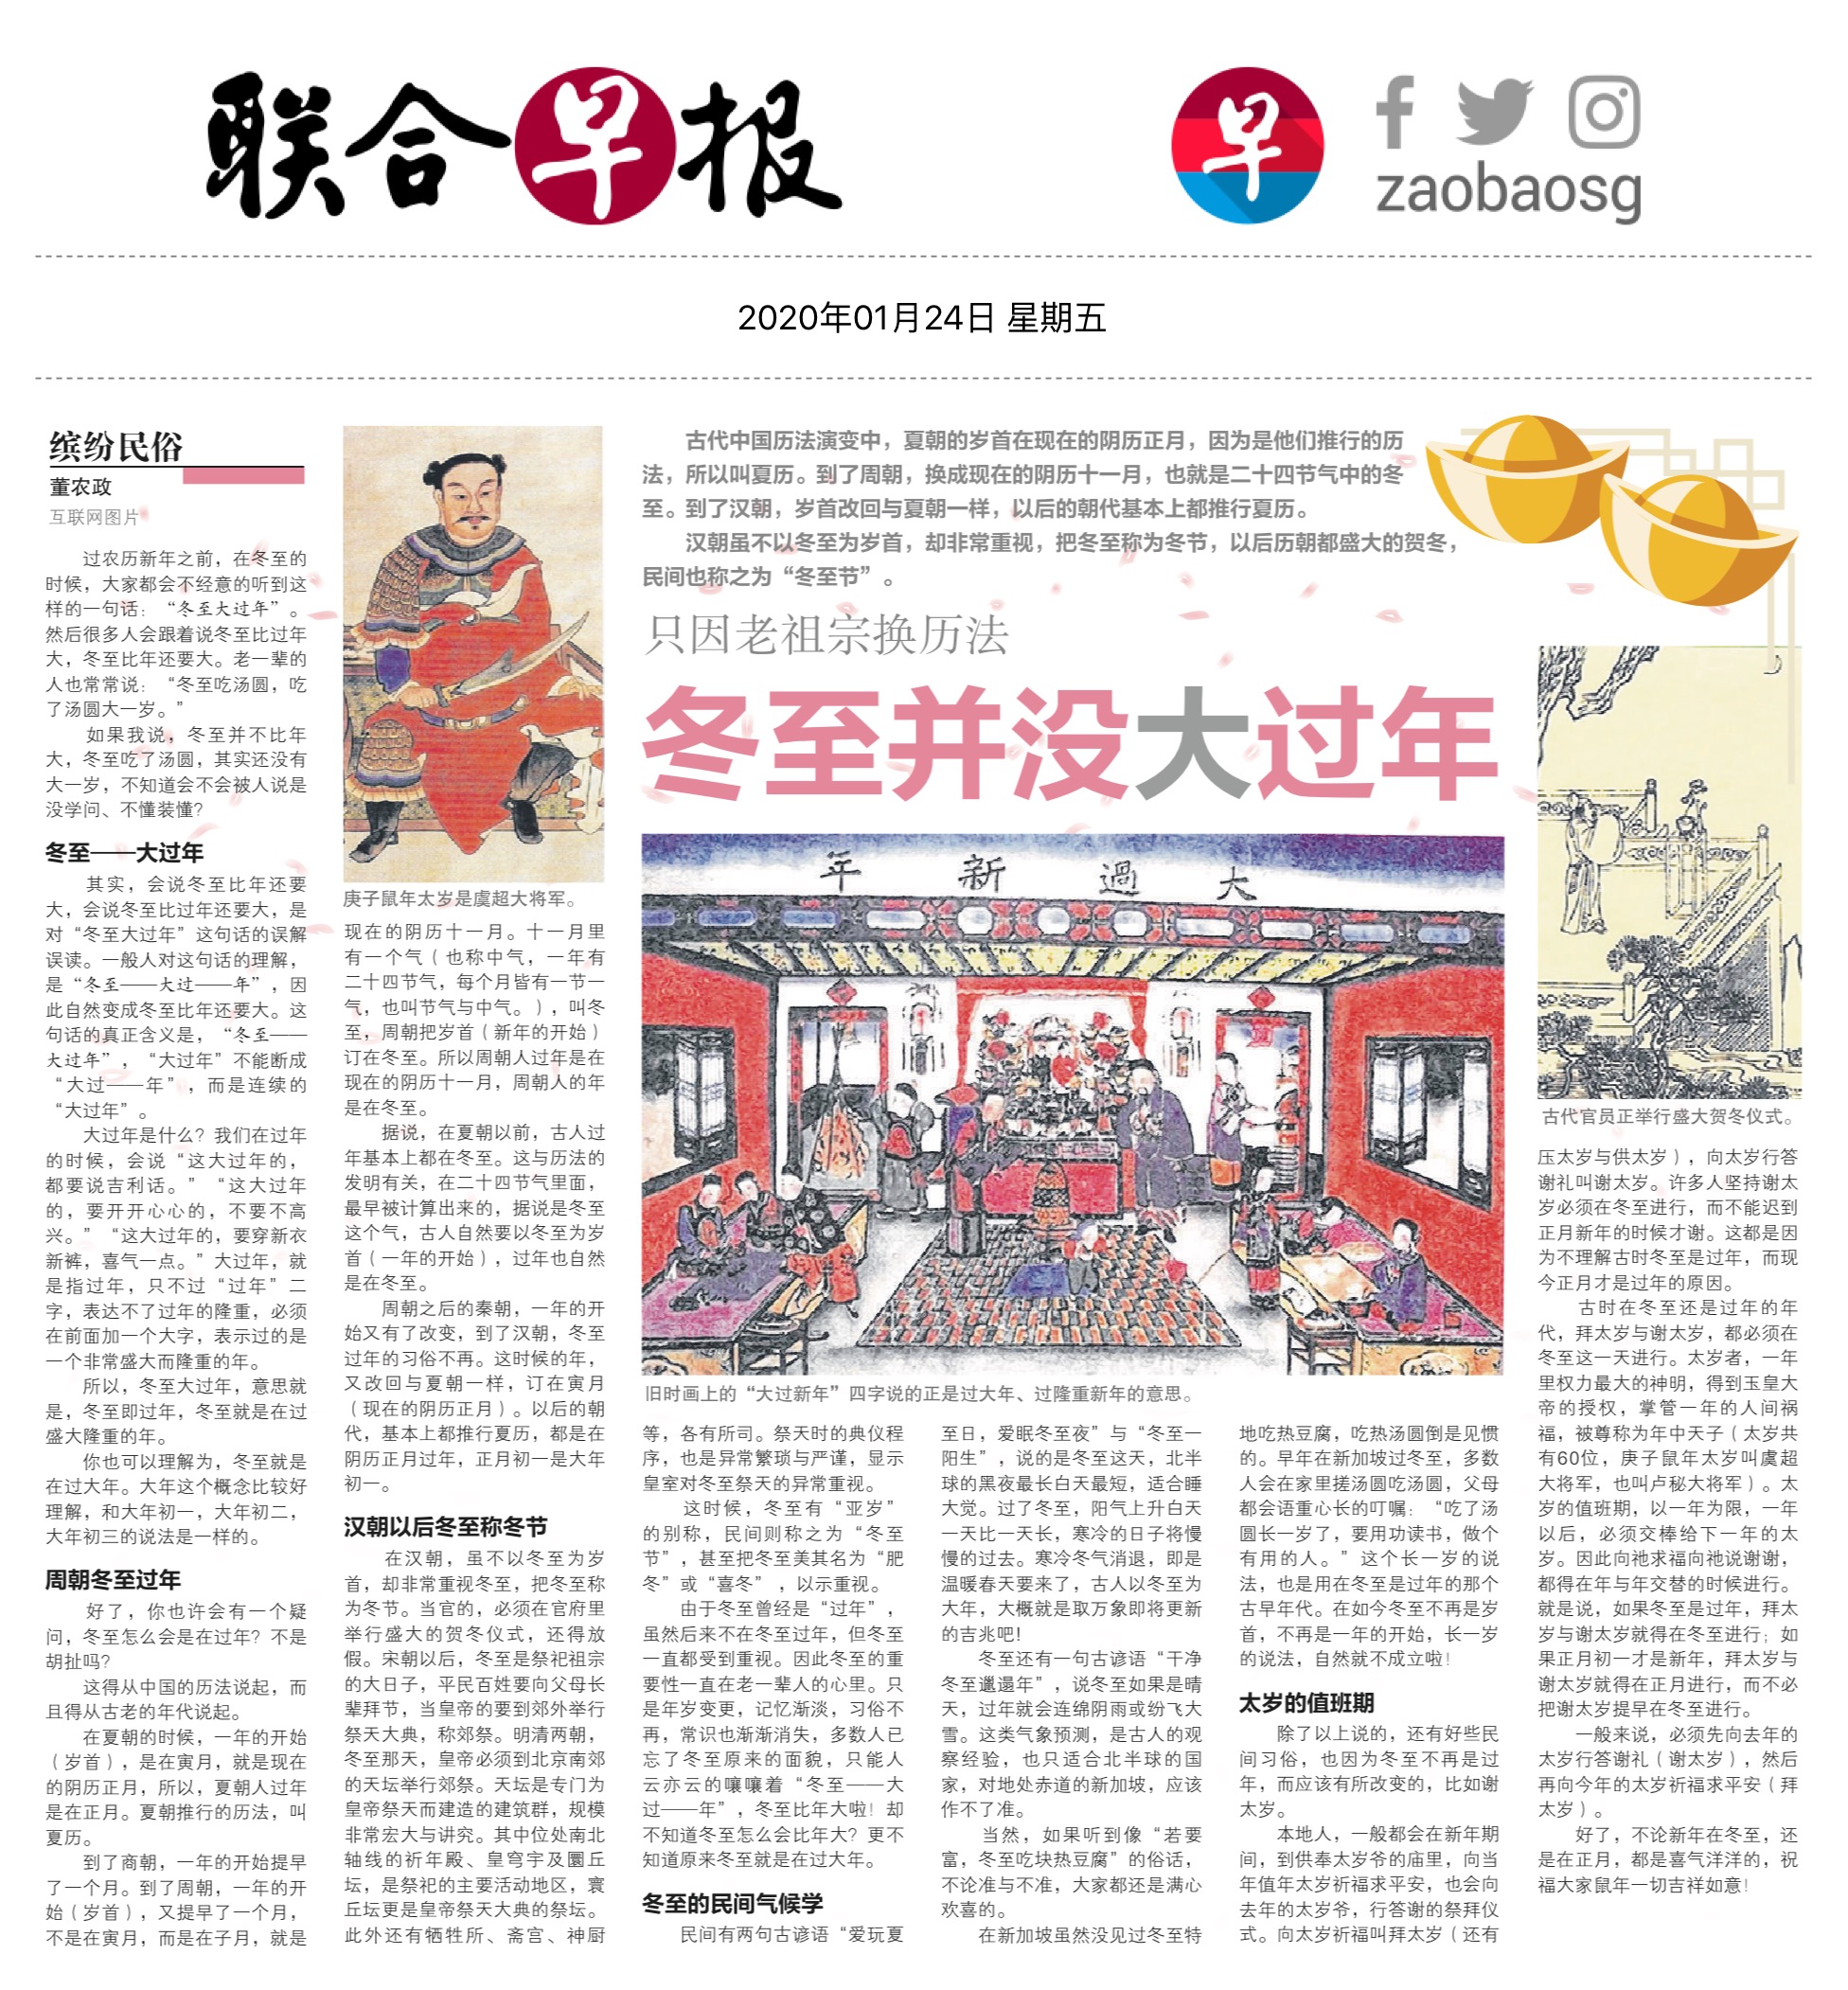 联合早报
早
zaobaosg
2020年01月24日 星期五
缤纷民俗
董农政
互联网图片
过农历新年之前，在冬至的
时候，大家都会不经意的听到这
样的一句话：“冬至大过年”。
然后很多人会跟着说冬至比过年
大，冬至比年还要大。老一辈的
人也常常说：“冬至吃汤圆，吃
了汤圆大一岁。”
如果我说，冬至并不比年
大，冬至吃了汤圆，其实还没有
大一岁，不知道会不会被人说是
没学问、不懂装懂？
冬至——大过年
其实，会说冬至比年还要
大，会说冬至比过年还要大，是
对“冬至大过年”这句话的误解
误读。一般人对这句话的理解，
是“冬至——大过——年”，因
此自然变成冬至比年还要大。这
句话的真正含义是，“冬至——
大过年”，“大过年”不能断成
“大过——年”，而是连续的
“大过年”。
大过年是什么？我们在过年
的时候，会说“这大过年的，
都要说吉利话。”“这大过年
的，要开开心心的，不要不高
兴。”“这大过年的，要穿新衣
新裤，喜气一点。”大过年，就
是指过年，只不过“过年”二
字，表达不了过年的隆重，必须
在前面加一个大字，表示过的是
一个非常盛大而隆重的年。
所以，冬至大过年，意思就
是，冬至即过年，冬至就是在过
盛大隆重的年。
你也可以理解为，冬至就是
在过大年。大年这个概念比较好
理解，和大年初一，大年初二，
大年初三的说法是一样的。
周朝冬至过年
好了，你也许会有一个疑
问，冬至怎么会是在过年？不是
胡扯吗？
这得从中国的历法说起，而
且得从古老的年代说起。
在夏朝的时候，一年的开始
（岁首），是在寅月，就是现在
的阴历正月，所以，夏朝人过年
是在正月。夏朝推行的历法，叫
夏历。
到了商朝，一年的开始提早
了一个月。到了周朝，一年的开
始（岁首），又提早了一个月，
不是在寅月，而是在子月，就是
庚子鼠年太岁是虞超大将军。
现在的阴历十一月。十一月里
有一个气（也称中气，一年有
二十四节气，每个月皆有一节一
气，也叫节气与中气。），叫冬
至，周朝把岁首（新年的开始）
订在冬至。所以周朝人过年是在
现在的阴历十一月，周朝人的年
是在冬至。
据说，在夏朝以前，古人过
年基本上都在冬至。这与历法的
发明有关，在二十四节气里面，
最早被计算出来的，据说是冬至
这个气，古人自然要以冬至为岁
首（一年的开始），过年也自然
是在冬至。
周朝之后的秦朝，一年的开
始又有了改变，到了汉朝，冬至
过年的习俗不再。这时候的年，
又改回与夏朝一样，订在寅月
（现在的阴历正月）。以后的朝
代，基本上都推行夏历，都是在
阴历正月过年，正月初一是大年
初一。
汉朝以后冬至称冬节
在汉朝，虽不以冬至为岁
首，却非常重视冬至，把冬至称
为冬节。当官的，必须在官府里
举行盛大的贺冬仪式，还得放
假。宋朝以后，冬至是祭祀祖宗
的大日子，平民百姓要向父母长
辈拜节，当皇帝的要到郊外举行
祭天大典，称郊祭。明清两朝，
冬至那天，皇帝必须到北京南郊
的天坛举行郊祭。天坛是专门为
皇帝祭天而建造的建筑群，规模
非常宏大与讲究。其中位处南北
轴线的祈年殿、皇穹宇及圜丘
坛，是祭祀的主要活动地区，寰
丘坛更是皇帝祭天大典的祭坛。
此外还有牺牲所、斋宫、神厨
古代中国历法演变中，夏朝的岁首在现在的阴历正月，因为是他们推行的历
法，所以叫夏历。到了周朝，换成现在的阴历十一月，也就是二十四节气中的冬
至。到了汉朝，岁首改回与夏朝一样，以后的朝代基本上都推行夏历。
汉朝虽不以冬至为岁首，却非常重视，把冬至称为冬节，以后历朝都盛大的贺冬，
民间也称之为“冬至节”。
只因老祖宗换历法
冬至并没大过年
年新過大
旧时画上的“大过新年”四字说的正是过大年、过隆重新年的意思。
等，各有所司。祭天时的典仪程
序，也是异常繁琐与严谨，显示
皇室对冬至祭天的异常重视。
这时候，冬至有“亚岁”
的别称，民间则称之为“冬至
节”，甚至把冬至美其名为“肥
冬”或“喜冬”，以示重视。
由于冬至曾经是“过年”，
虽然后来不在冬至过年，但冬至
一直都受到重视。因此冬至的重
要性一直在老一辈人的心里。只
是年岁变更，记忆渐淡，习俗不
再，常识也渐渐消失，多数人已
忘了冬至原来的面貌，只能人
云亦云的嚷嚷着“冬至——大
过——年”，冬至比年大啦！却
不知道冬至怎么会比年大？更不
知道原来冬至就是在过大年。
冬至的民间气候学
民间有两句古谚语“爱玩夏
至日，爱眠冬至夜”与“冬至一
阳生”，说的是冬至这天，北半
球的黑夜最长白天最短，适合睡
大觉。过了冬至，阳气上升白天
一天比一天长，寒冷的日子将慢
慢的过去。寒冷冬气消退，即是
温暖春天要来了，古人以冬至为
大年，大概就是取万象即将更新
的吉兆吧！
冬至还有一句古谚语“干净
冬至邋遢年”，说冬至如果是晴
天，过年就会连绵阴雨或纷飞大
雪。这类气象预测，是古人的观
察经验，也只适合北半球的国
家，对地处赤道的新加坡，应该
作不了准。
当然，如果听到像“若要
富，冬至吃块热豆腐”的俗话，
不论准与不准，大家都还是满心
欢喜的。
在新加坡虽然没见过冬至特
地吃热豆腐，吃热汤圆倒是见惯
的。早年在新加坡过冬至，多数
人会在家里搓汤圆吃汤圆，父母
都会语重心长的叮嘱：“吃了汤
圆长一岁了，要用功读书，做个
有用的人。”这个长一岁的说
法，也是用在冬至是过年的那个
古早年代。在如今冬至不再是岁
首，不再是一年的开始，长一岁
的说法，自然就不成立啦！
太岁的值班期
除了以上说的，还有好些民
间习俗，也因为冬至不再是过
年，而应该有所改变的，比如谢
太岁。
本地人，一般都会在新年期
间，到供奉太岁爷的庙里，向当
年值年太岁祈福求平安，也会向
去年的太岁爷，行答谢的祭拜仪
式。向太岁祈福叫拜太岁（还有
古代官员正举行盛大贺冬仪式。
压太岁与供太岁），向太岁行答
谢礼叫谢太岁。许多人坚持谢太
岁必须在冬至进行，而不能迟到
正月新年的时候才谢。这都是因
为不理解古时冬至是过年，而现
今正月才是过年的原因。
古时在冬至还是过年的年
代，拜太岁与谢太岁，都必须在
冬至这一天进行。太岁者，一年
里权力最大的神明，得到玉皇大
帝的授权，掌管一年的人间祸
福，被尊称为年中天子（太岁共
有60位，庚子鼠年太岁叫虞超
大将军，也叫卢秘大将军）。太
岁的值班期，以一年为限，一年
以后，必须交棒给下一年的太
岁。因此向祂求福向祂说谢谢，
都得在年与年交替的时候进行。
就是说，如果冬至是过年，拜太
岁与谢太岁就得在冬至进行；如
果正月初一才是新年，拜太岁与
谢太岁就得在正月进行，而不必
把谢太岁提早在冬至进行。
一般来说，必须先向去年的
太岁行答谢礼（谢太岁），然后
再向今年的太岁祈福求平安（拜
太岁）。
好了，不论新年在冬至，还
是在正月，都是喜气洋洋的，祝
福大家鼠年一切吉祥如意！